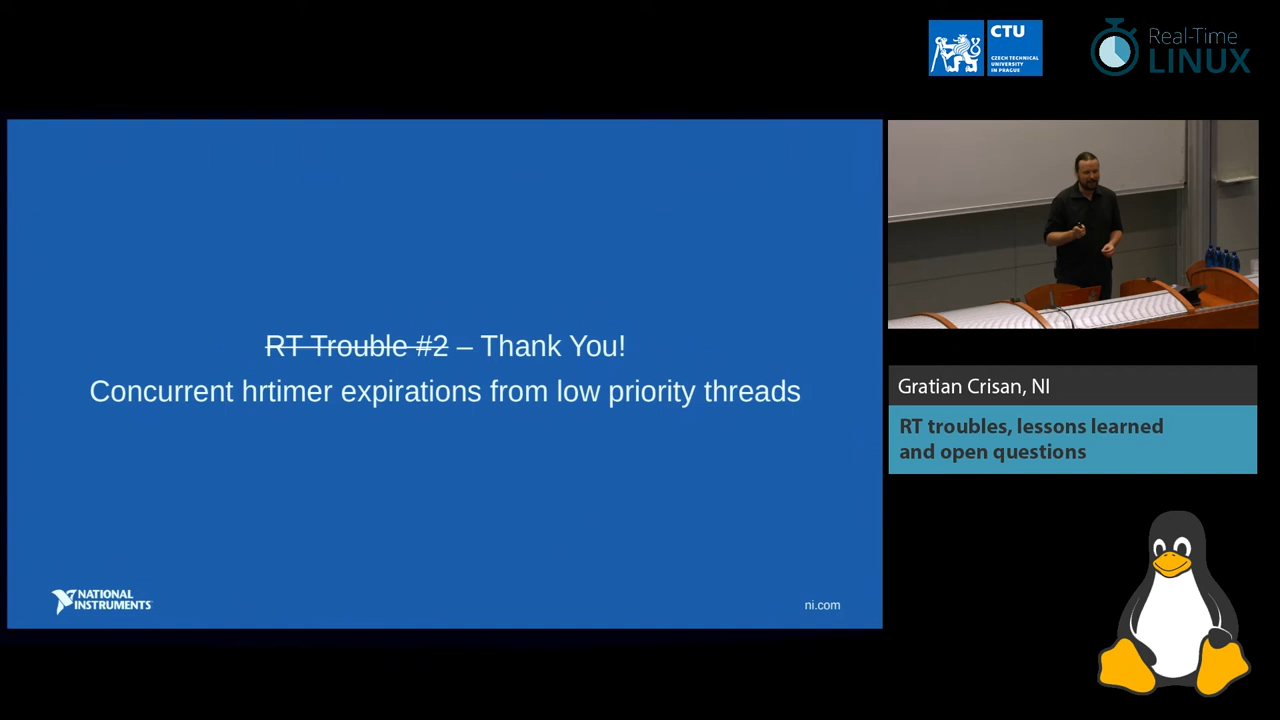 CTU
CZECH TECHNICAL
UNIVERSITY
IN PRAGUE
Real-Time
LINUX
RT Trouble #2 – Thank You!
Concurrent hrtimer expirations from low priority threads
NATIONAL
INSTRUMENTS
ni.com
Gratian Crisan, NI
RT troubles, lessons learned
and open questions